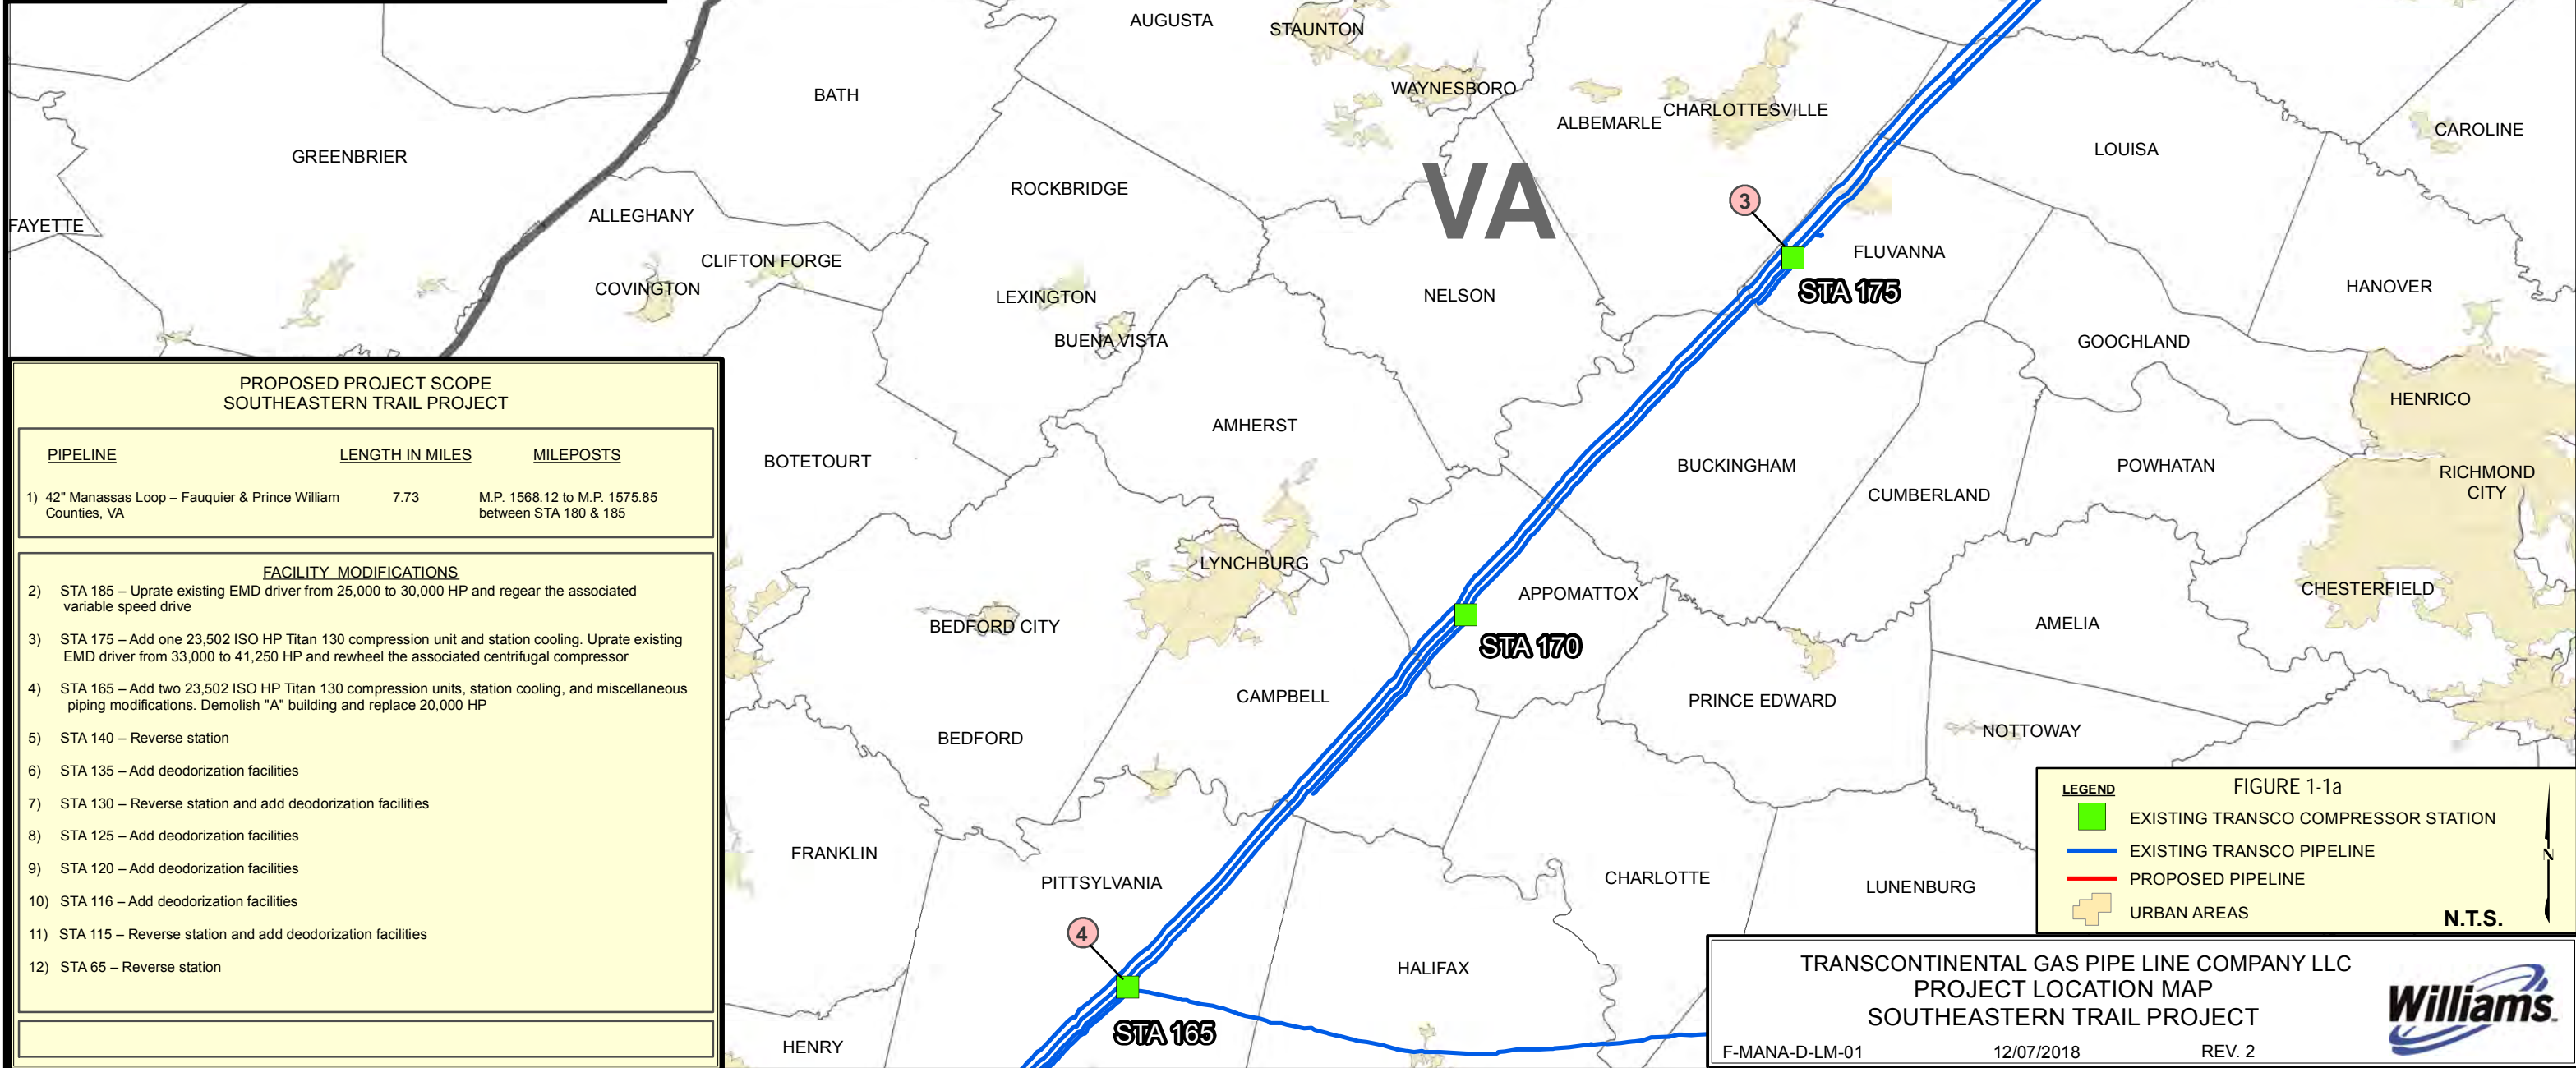 AUGUSTA
STAUNTON
BATH
WAYNESBORO
ALBEMARLE
CHARLOTTESVILLE
CAROLINE
GREENBRIER
LOUISA
ROCKBRIDGE
VA
FAYETTE
ALLEGHANY
3
FLUVANNA
CLIFTON FORGE
COVINGTON
LEXINGTON
NELSON
STA 175
HANOVER
BUENA VISTA
GOOCHLAND
HENRICO
AMHERST
BOTETOURT
BUCKINGHAM
POWHATAN
RICHMOND
CITY
CUMBERLAND
LYNCHBURG
APPOMATTOX
CHESTERFIELD
BEDFORD CITY
AMELIA
STA 170
CAMPBELL
PRINCE EDWARD
BEDFORD
NOTTOWAY
FRANKLIN
PITTSYLVANIA
CHARLOTTE
LUNENBURG
4
HALIFAX
STA 165
HENRY
PROPOSED PROJECT SCOPE
SOUTHEASTERN TRAIL PROJECT
PIPELINE LENGTH IN MILES MILEPOSTS
1) 42" Manassas Loop – Fauquier & Prince William 7.73 M.P. 1568.12 to M.P. 1575.85
Counties, VA between STA 180 & 185
FACILITY MODIFICATIONS
2) STA 185 – Uprate existing EMD driver from 25,000 to 30,000 HP and regear the associated
variable speed drive
3) STA 175 – Add one 23,502 ISO HP Titan 130 compression unit and station cooling. Uprate existing
EMD driver from 33,000 to 41,250 HP and rewheel the associated centrifugal compressor
4) STA 165 – Add two 23,502 ISO HP Titan 130 compression units, station cooling, and miscellaneous
piping modifications. Demolish "A" building and replace 20,000 HP
5) STA 140 – Reverse station
6) STA 135 – Add deodorization facilities
7) STA 130 – Reverse station and add deodorization facilities
8) STA 125 – Add deodorization facilities
9) STA 120 – Add deodorization facilities
10) STA 116 – Add deodorization facilities
11) STA 115 – Reverse station and add deodorization facilities
12) STA 65 – Reverse station
LEGEND FIGURE 1-1a
EXISTING TRANSCO COMPRESSOR STATION
EXISTING TRANSCO PIPELINE
PROPOSED PIPELINE
URBAN AREAS
N
N.T.S.
TRANSCONTINENTAL GAS PIPE LINE COMPANY LLC
PROJECT LOCATION MAP
SOUTHEASTERN TRAIL PROJECT
F-MANA-D-LM-01 12/07/2018 REV. 2
Williams